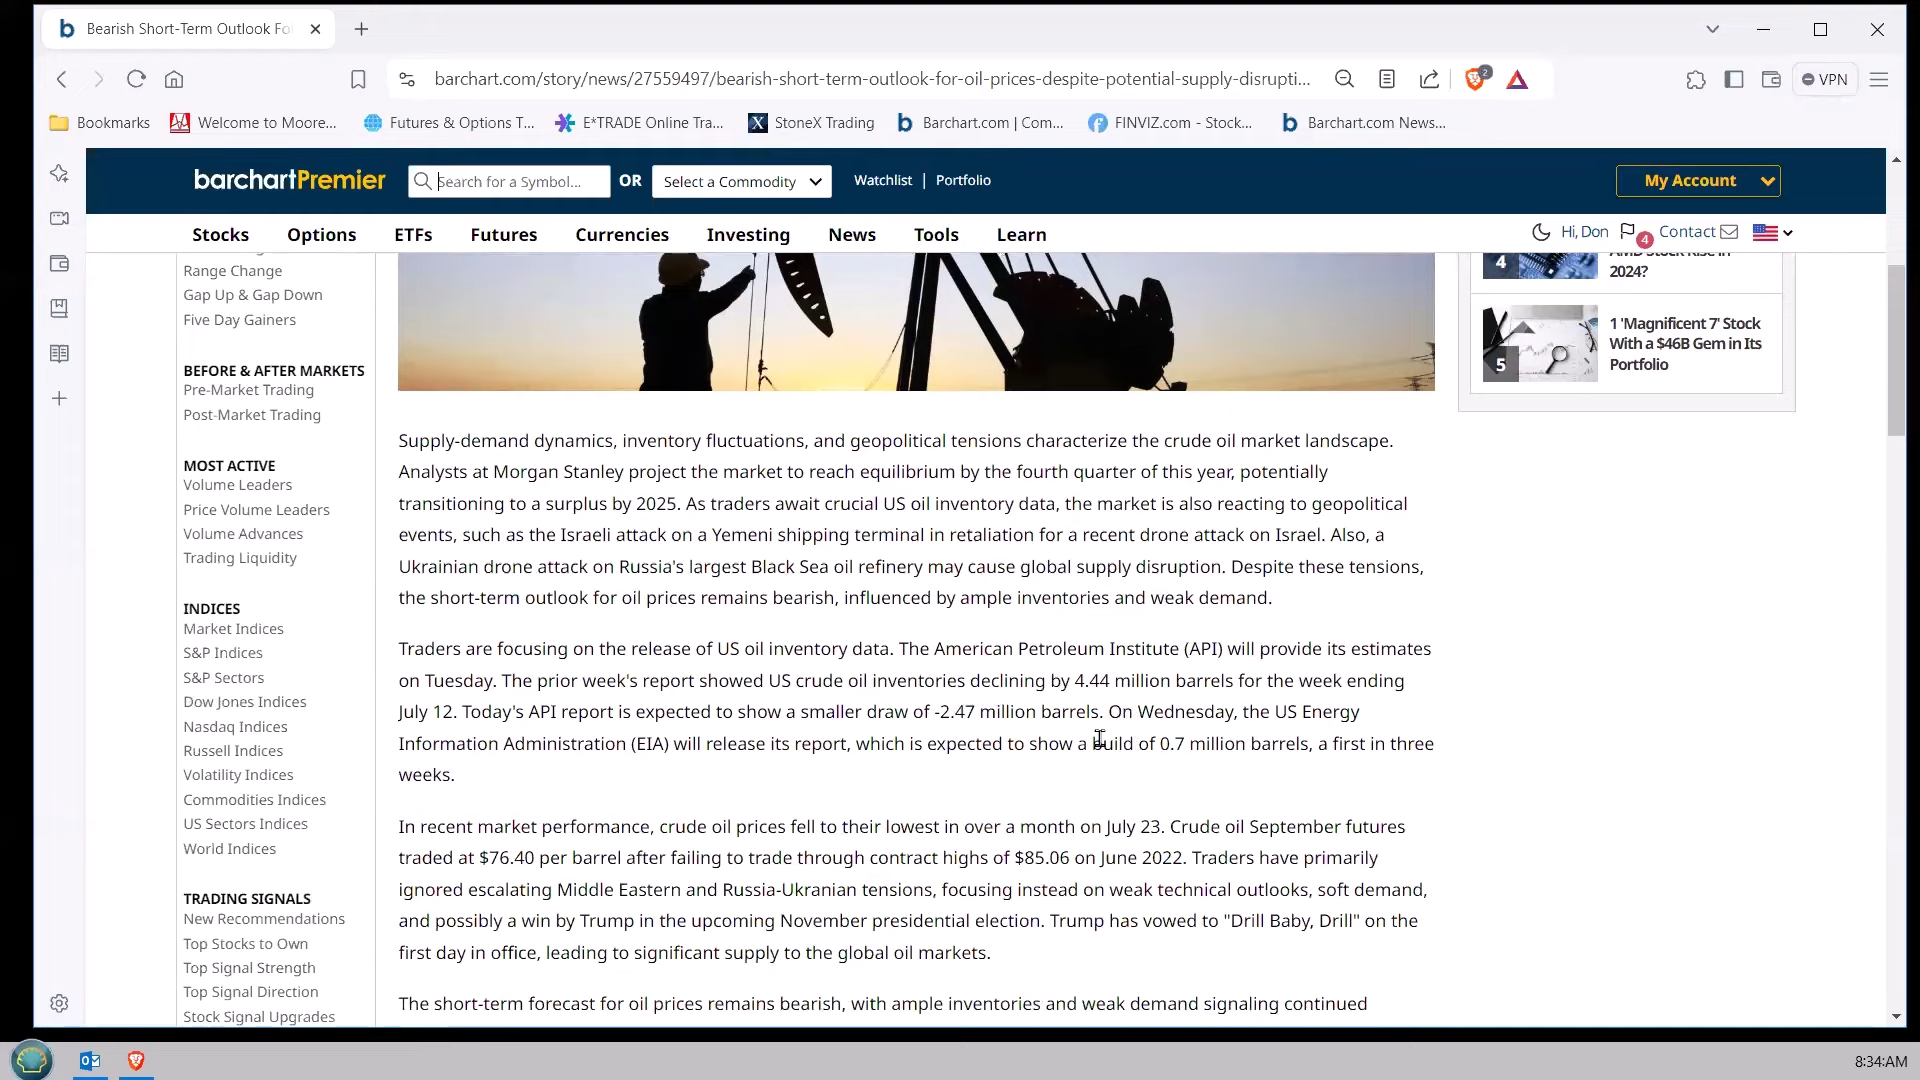 Bearish Short-Term Outlook Fo
barchart.com/story/news/27559497/bearish-short-term-outlook-for-oil-prices-despite-potential-supply-disrupti...
2
VPN
Bookmarks
Welcome to Moore...
Futures & Options T...
E*TRADE Online Tra...
StoneX Trading
Barchart.com | Com...
FINVIZ.com - Stock...
Barchart.com News...
barchartPremier
Search for a Symbol...
OR
Select a Commodity
Watchlist | Portfolio
My Account
Stocks
Options
ETFs
Futures
Currencies
Investing
News
Tools
Learn
Hi, Don
4
Contact
Range Change
Gap Up & Gap Down
Five Day Gainers
BEFORE & AFTER MARKETS
Pre-Market Trading
Post-Market Trading
MOST ACTIVE
Volume Leaders
Price Volume Leaders
Volume Advances
Trading Liquidity
INDICES
Market Indices
S&P Indices
S&P Sectors
Dow Jones Indices
Nasdaq Indices
Russell Indices
Volatility Indices
Commodities Indices
US Sectors Indices
World Indices
TRADING SIGNALS
New Recommendations
Top Stocks to Own
Top Signal Strength
Top Signal Direction
Stock Signal Upgrades
Supply-demand dynamics, inventory fluctuations, and geopolitical tensions characterize the crude oil market landscape.
Analysts at Morgan Stanley project the market to reach equilibrium by the fourth quarter of this year, potentially
transitioning to a surplus by 2025. As traders await crucial US oil inventory data, the market is also reacting to geopolitical
events, such as the Israeli attack on a Yemeni shipping terminal in retaliation for a recent drone attack on Israel. Also, a
Ukrainian drone attack on Russia's largest Black Sea oil refinery may cause global supply disruption. Despite these tensions,
the short-term outlook for oil prices remains bearish, influenced by ample inventories and weak demand.
Traders are focusing on the release of US oil inventory data. The American Petroleum Institute (API) will provide its estimates
on Tuesday. The prior week's report showed US crude oil inventories declining by 4.44 million barrels for the week ending
July 12. Today's API report is expected to show a smaller draw of -2.47 million barrels. On Wednesday, the US Energy
Information Administration (EIA) will release its report, which is expected to show a build of 0.7 million barrels, a first in three
weeks.
In recent market performance, crude oil prices fell to their lowest in over a month on July 23. Crude oil September futures
traded at $76.40 per barrel after failing to trade through contract highs of $85.06 on June 2022. Traders have primarily
ignored escalating Middle Eastern and Russia-Ukranian tensions, focusing instead on weak technical outlooks, soft demand,
and possibly a win by Trump in the upcoming November presidential election. Trump has vowed to "Drill Baby, Drill" on the
first day in office, leading to significant supply to the global oil markets.
The short-term forecast for oil prices remains bearish, with ample inventories and weak demand signaling continued
4
AMD Stock Rise in
2024?
5
1 'Magnificent 7' Stock
With a $46B Gem in Its
Portfolio
8:34:AM